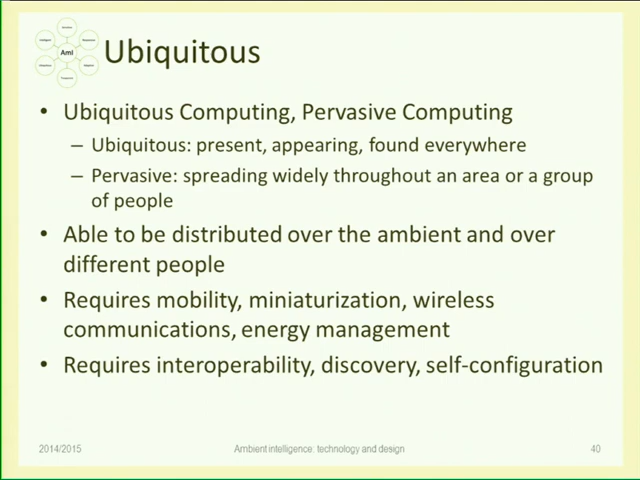 AmI
Ubiquitous
• Ubiquitous Computing, Pervasive Computing
– Ubiquitous: present, appearing, found everywhere
– Pervasive: spreading widely throughout an area or a group
of people
• Able to be distributed over the ambient and over
different people
• Requires mobility, miniaturization, wireless
communications, energy management
• Requires interoperability, discovery, self-configuration
2014/2015
Ambient intelligence: technology and design
40